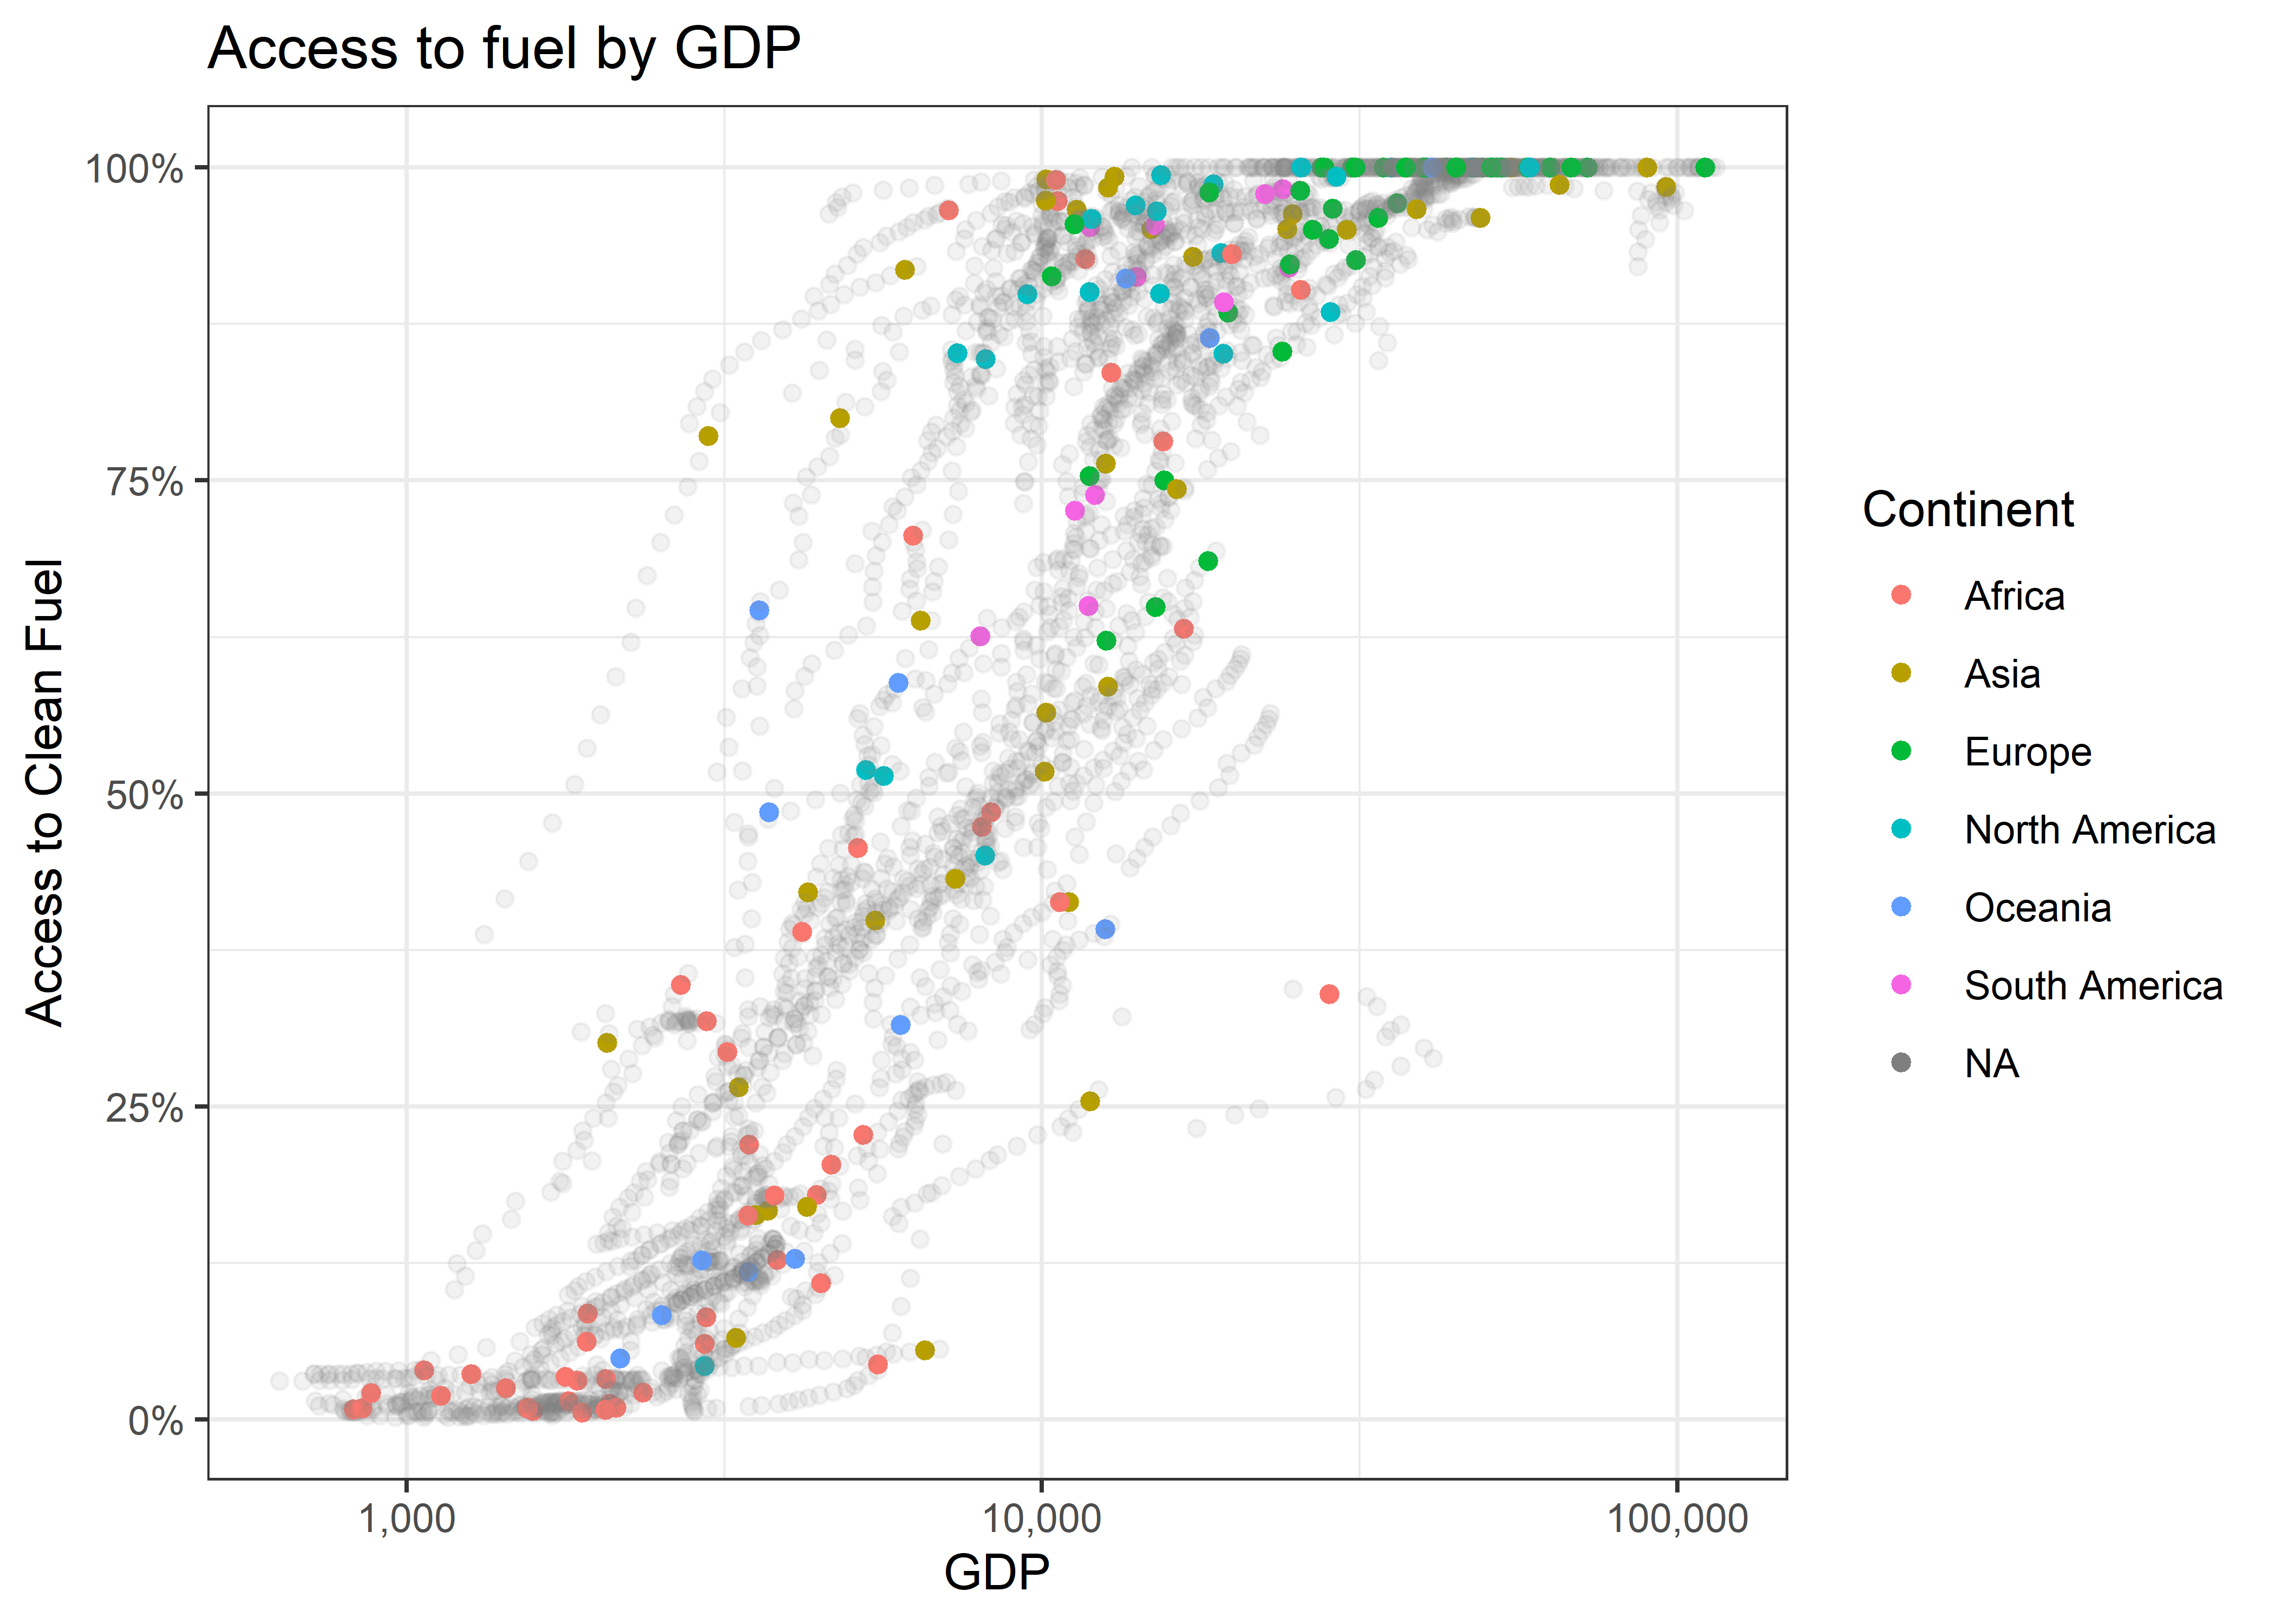 Access to fuel by GDP
Access to Clean Fuel
100%
75%
50%
25%
0%
1,000
10,000
100,000
GDP
Continent
Africa
Asia
Europe
North America
Oceania
South America
NA